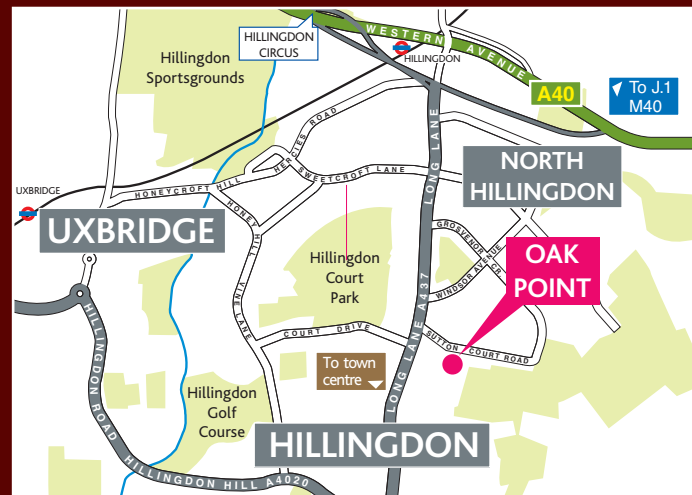 HILLINGDON
CIRCUS
WESTERN AVENUE
HILLINGDON
Hillingdon
Sportsgrounds
A40
To J.1
M40
HERCIES ROAD
LONG LANE
SWEETCROFT LANE
NORTH
HILLINGDON
UXBRIDGE
HONEYCROFT HILL
HONEY HILL
UXBRIDGE
GROSVENOR CR.
OAK
POINT
Hillingdon
Court
Park
WINDSOR AVENUE
VINE LANE
LONG LANE A437
COURT DRIVE
SUTTON COURT ROAD
HILLINGDON ROAD
To town
centre
Hillingdon
Golf
Course
HILLINGDON
HILLINGDON HILL A4020